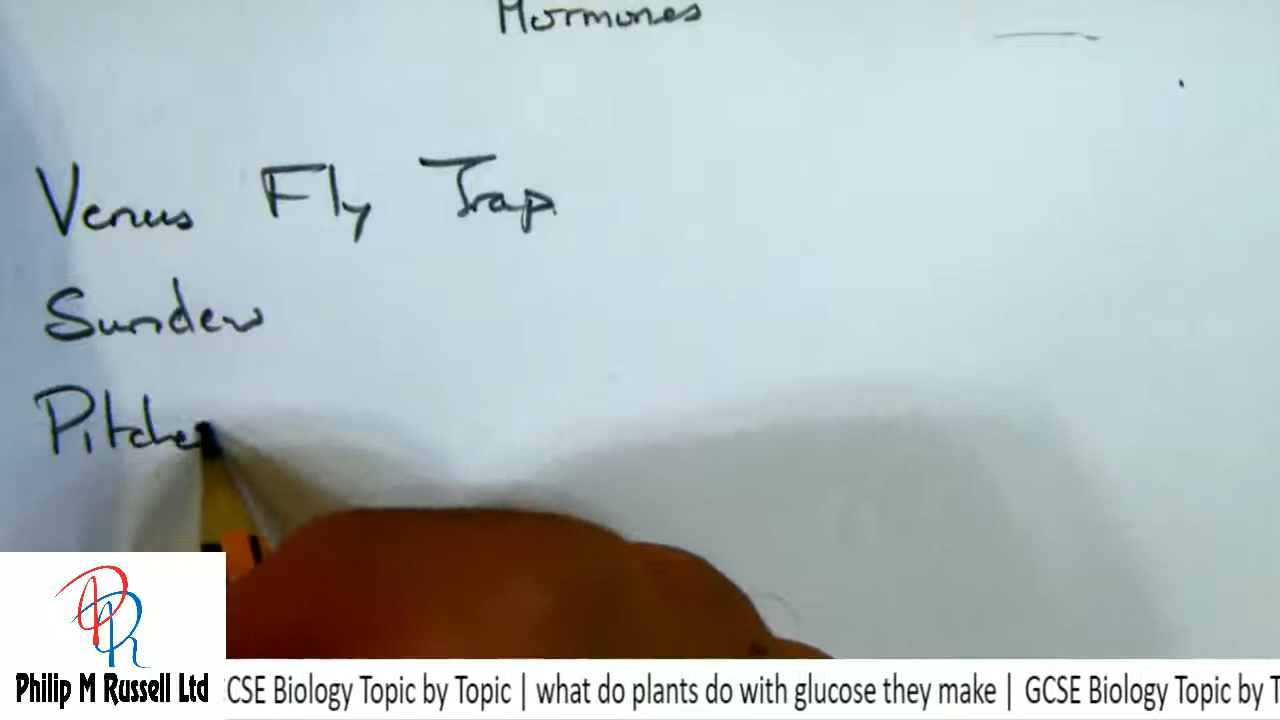 Hormones
Venus Fly Trap
Sundew
Pitcher
Philip M Russell Ltd
CSE Biology Topic by Topic | what do plants do with glucose they make | GCSE Biology Topic by T